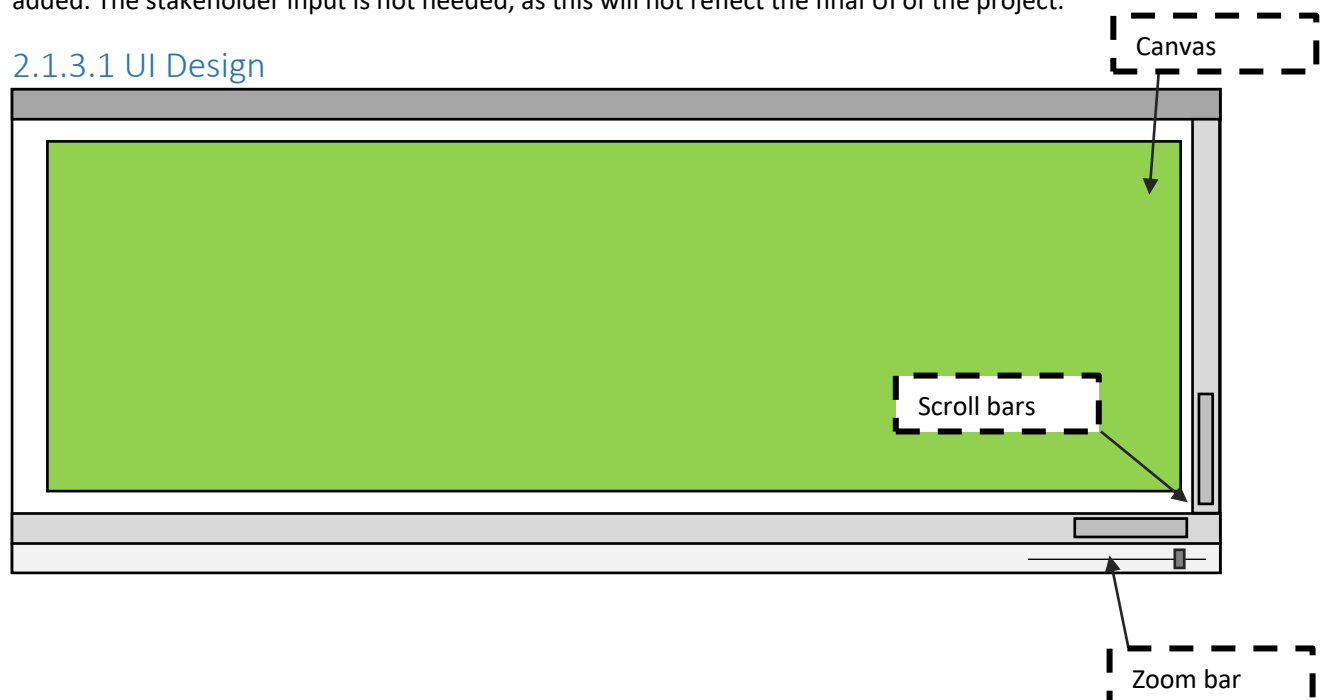 added. The stakeholder input is not needed, as this will not reflect the final UI of the project.
Canvas
2.1.3.1 UI Design
Scroll bars
Zoom bar